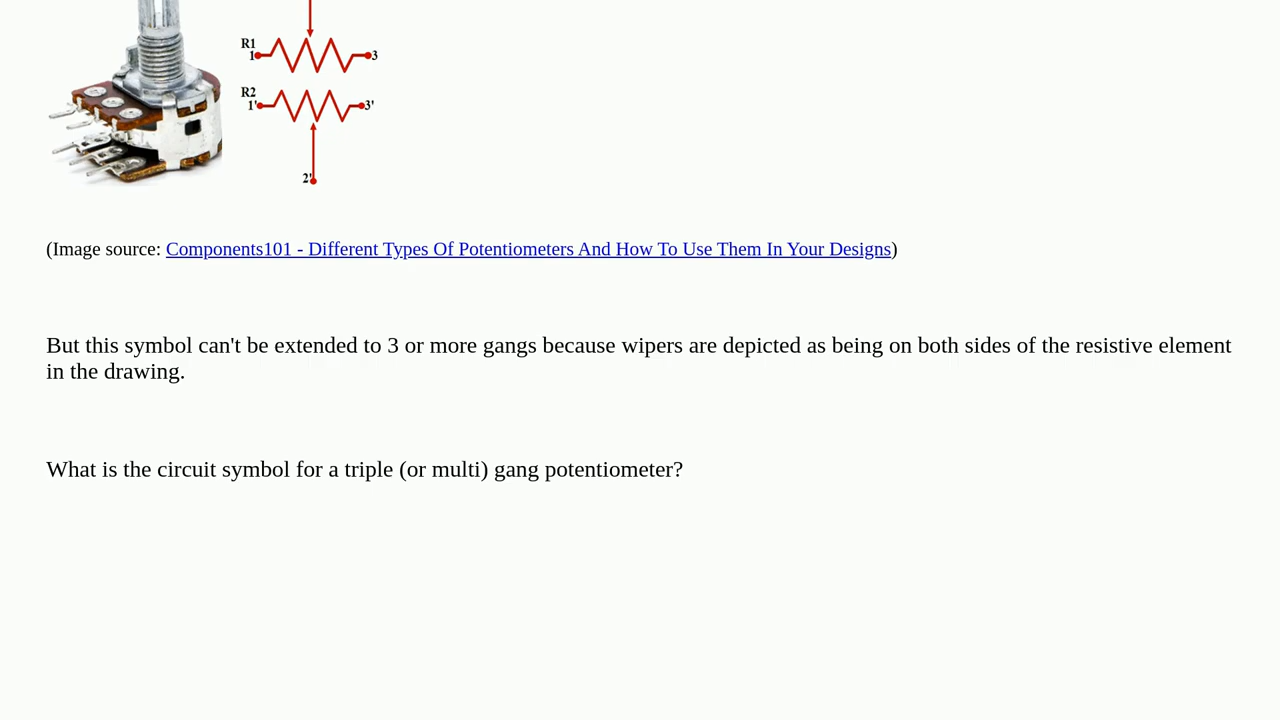 R1
1 3
R2
1' 3'
2'
(Image source: Components101 - Different Types Of Potentiometers And How To Use Them In Your Designs)
But this symbol can't be extended to 3 or more gangs because wipers are depicted as being on both sides of the resistive element
in the drawing.
What is the circuit symbol for a triple (or multi) gang potentiometer?